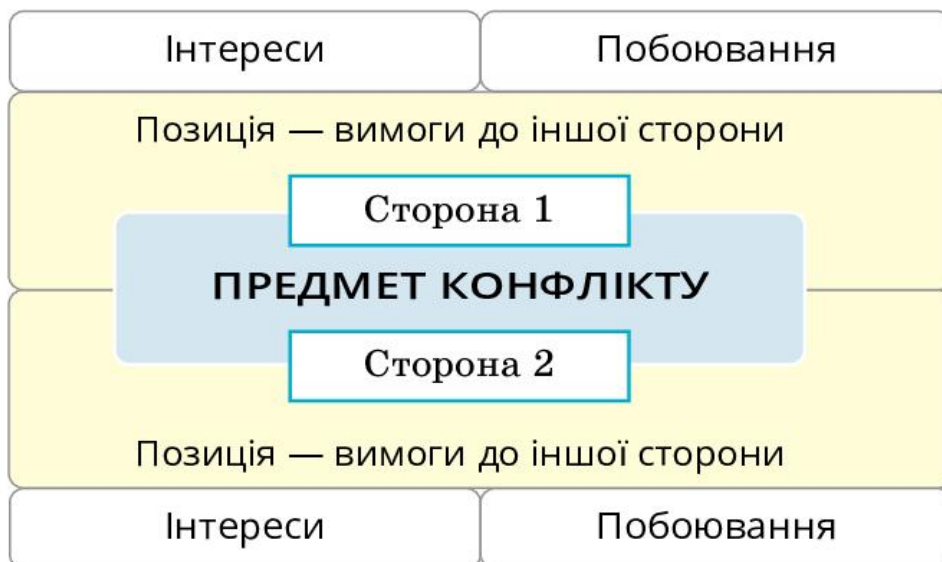 Інтереси
Побоювання
Позиція — вимоги до іншої сторони
Сторона 1
ПРЕДМЕТ КОНФЛІКТУ
Сторона 2
Позиція — вимоги до іншої сторони
Інтереси
Побоювання